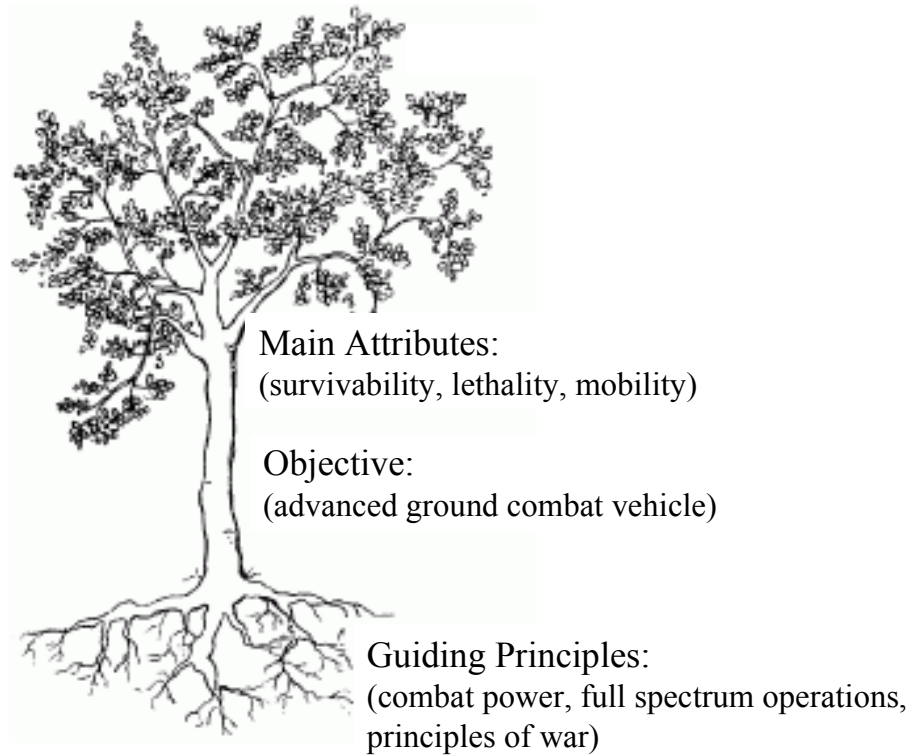 Main Attributes:
(survivability, lethality, mobility)
Objective:
(advanced ground combat vehicle)
Guiding Principles:
(combat power, full spectrum operations,
principles of war)